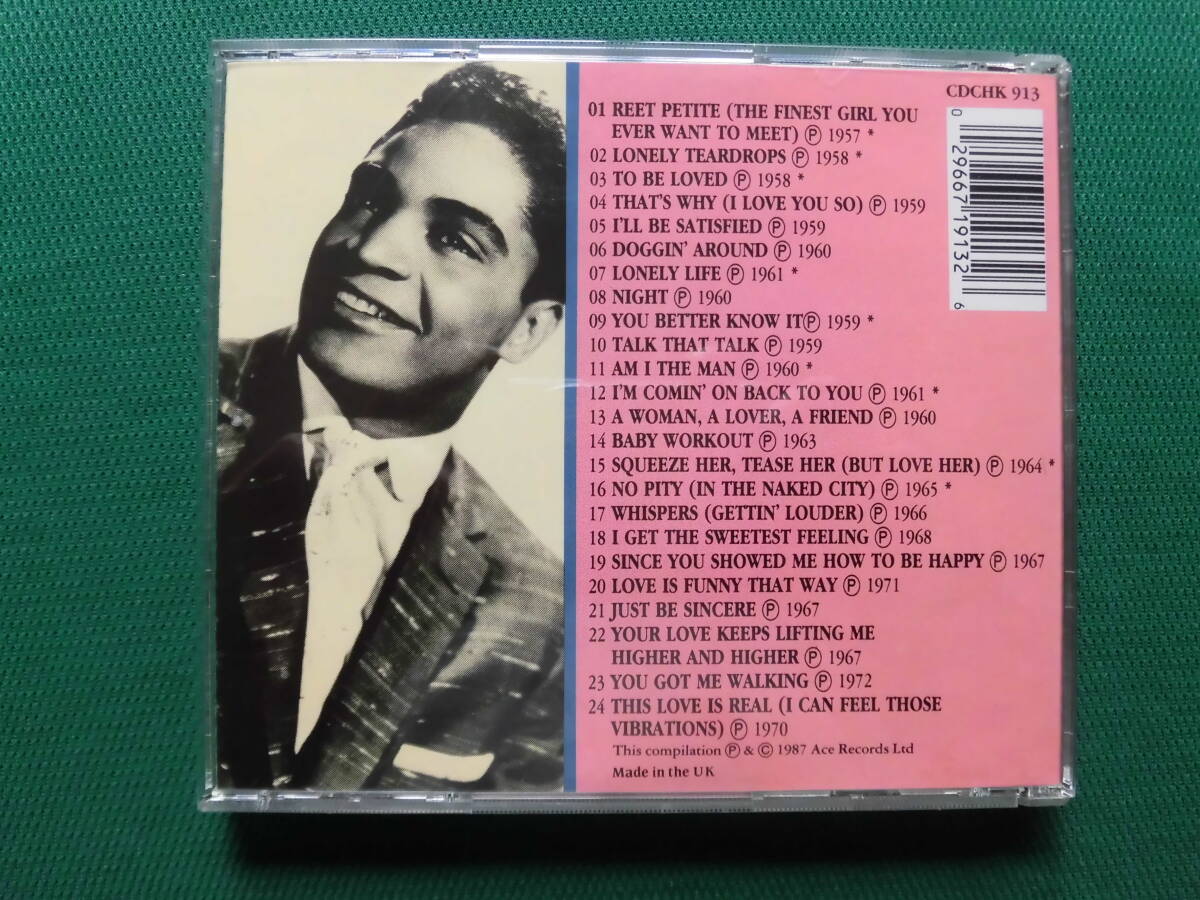 CDCHK 913
01 REET PETITE (THE FINEST GIRL YOU
EVER WANT TO MEET) Ⓟ 1957 *
02 LONELY TEARDROPS Ⓟ 1958 *
03 TO BE LOVED Ⓟ 1958 *
04 THAT'S WHY (I LOVE YOU SO) Ⓟ 1959
05 I'LL BE SATISFIED Ⓟ 1959
06 DOGGIN' AROUND Ⓟ 1960
07 LONELY LIFE Ⓟ 1961 *
08 NIGHT Ⓟ 1960
09 YOU BETTER KNOW ITⓅ 1959 *
10 TALK THAT TALK Ⓟ 1959
11 AM I THE MAN Ⓟ 1960 *
12 I'M COMIN' ON BACK TO YOU Ⓟ 1961 *
13 A WOMAN, A LOVER, A FRIEND Ⓟ 1960
14 BABY WORKOUT Ⓟ 1963
15 SQUEEZE HER, TEASE HER (BUT LOVE HER) Ⓟ 1964 *
16 NO PITY (IN THE NAKED CITY) Ⓟ 1965 *
17 WHISPERS (GETTIN' LOUDER) Ⓟ 1966
18 I GET THE SWEETEST FEELING Ⓟ 1968
19 SINCE YOU SHOWED ME HOW TO BE HAPPY Ⓟ 1967
20 LOVE IS FUNNY THAT WAY Ⓟ 1971
21 JUST BE SINCERE Ⓟ 1967
22 YOUR LOVE KEEPS LIFTING ME
HIGHER AND HIGHER Ⓟ 1967
23 YOU GOT ME WALKING Ⓟ 1972
24 THIS LOVE IS REAL (I CAN FEEL THOSE
VIBRATIONS) Ⓟ 1970
This compilation Ⓟ & © 1987 Ace Records Ltd
Made in the UK
0 29667 19132 6